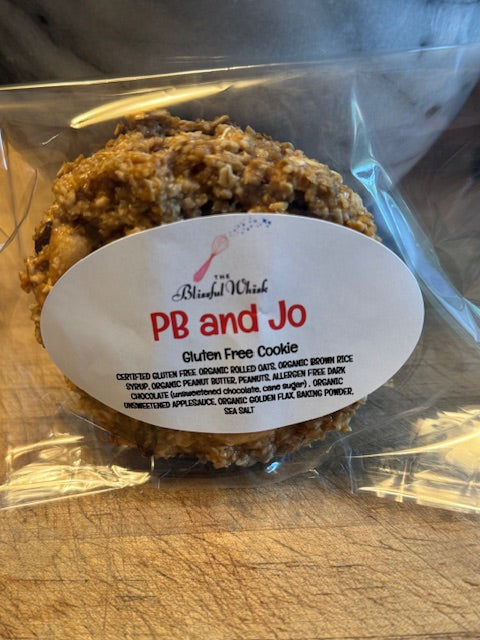 THE
Blissful Whisk
PB and Jo
Gluten Free Cookie
CERTIFIED GLUTEN FREE ORGANIC ROLLED OATS, ORGANIC BROWN RICE
SYRUP, ORGANIC PEANUT BUTTER, PEANUTS, ALLERGEN FREE DARK
CHOCOLATE (unsweetened chocolate, cane sugar) , ORGANIC
UNSWEETENED APPLESAUCE, ORGANIC GOLDEN FLAX, BAKING POWDER,
SEA SALT